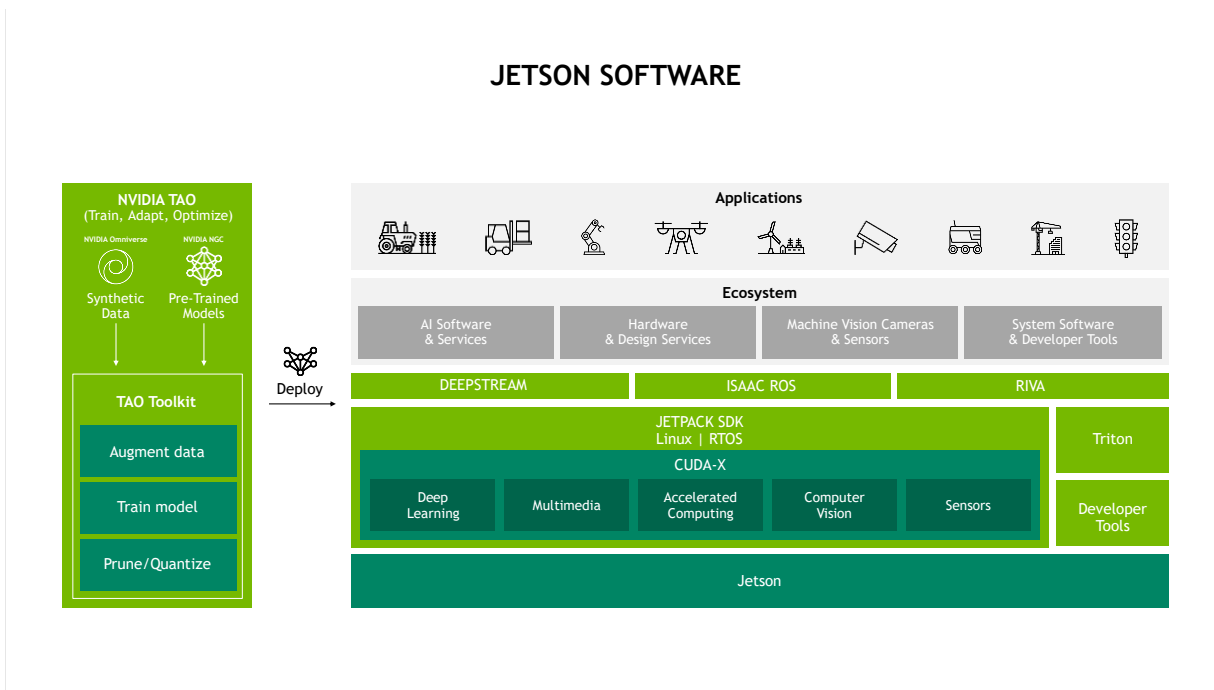 JETSON SOFTWARE
NVIDIA TAO
(Train, Adapt, Optimize)
NVIDIA Omniverse
NVIDIA NGC
Synthetic
Data
Pre-Trained
Models
TAO Toolkit
Augment data
Train model
Prune/Quantize
Deploy
Applications
Ecosystem
AI Software
& Services
Hardware
& Design Services
Machine Vision Cameras
& Sensors
System Software
& Developer Tools
DEEPSTREAM
ISAAC ROS
RIVA
JETPACK SDK
Linux | RTOS
CUDA-X
Deep
Learning
Multimedia
Accelerated
Computing
Computer
Vision
Sensors
Triton
Developer
Tools
Jetson